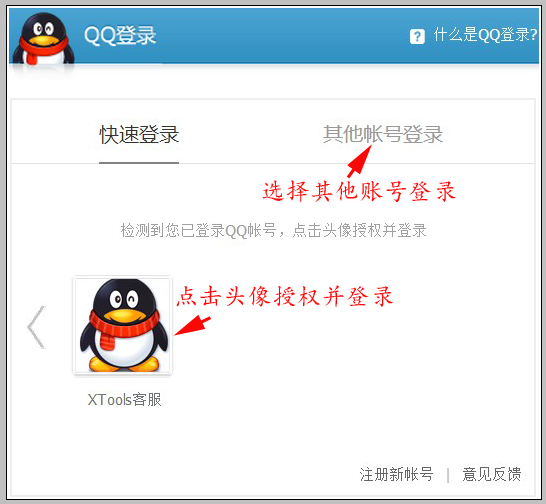 QQ登录
? 什么是QQ登录?
快速登录
其他帐号登录
选择其他账号登录
检测到您已登录QQ帐号，点击头像授权并登录
点击头像授权并登录
XTools客服
注册新帐号 | 意见反馈